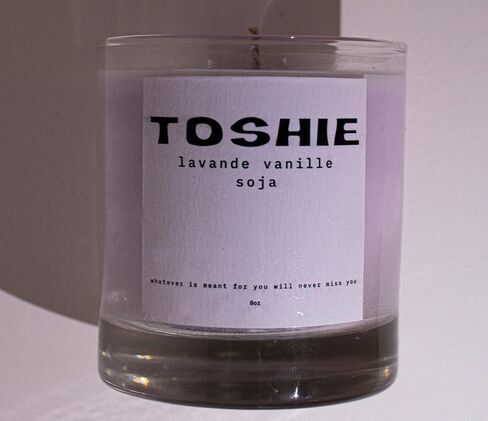 TOSHIE
lavande vanille
soja
whatever is meant for you will never miss you
8oz